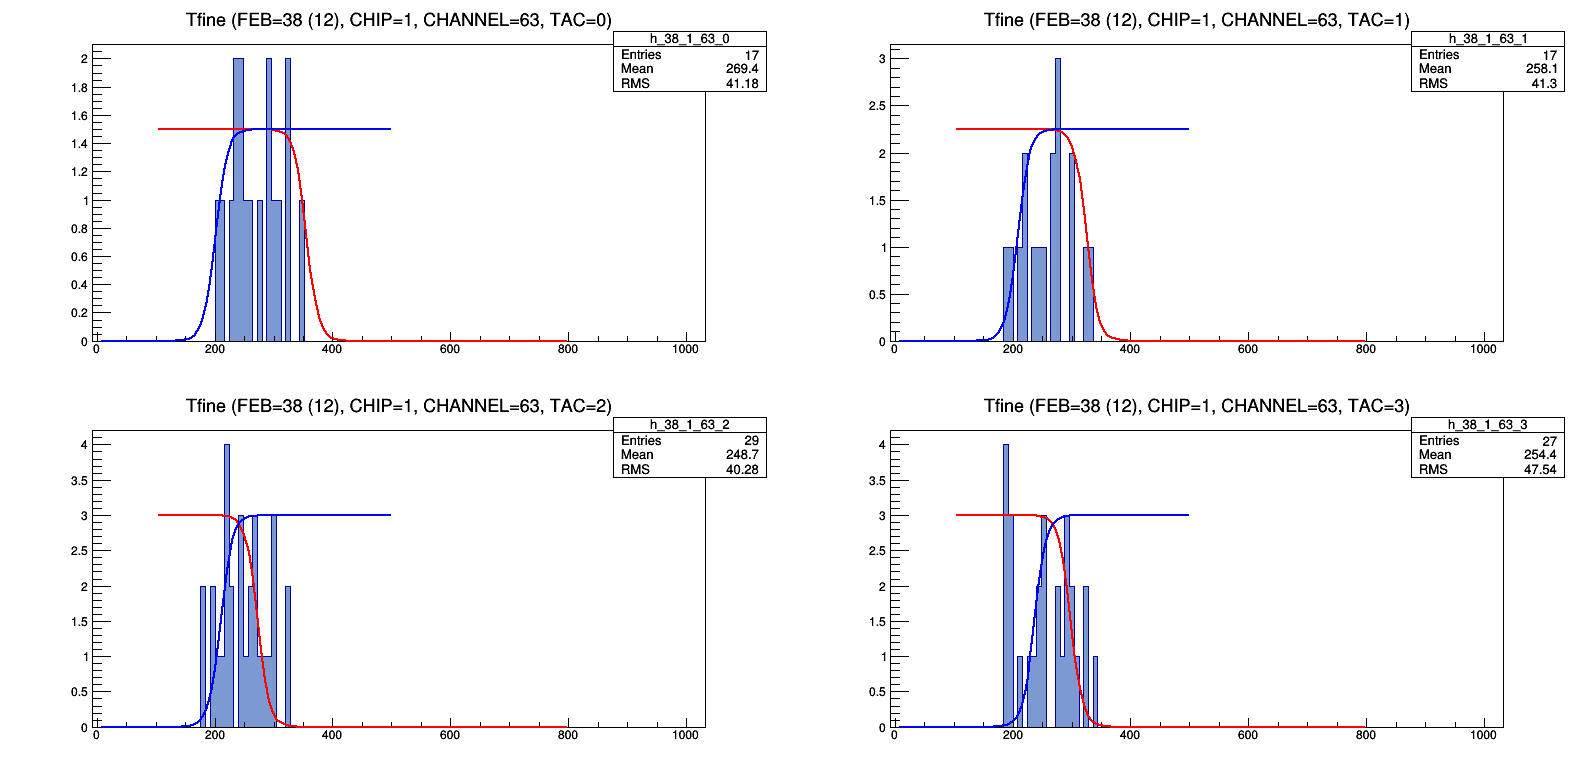 Tfine (FEB=38 (12), CHIP=1, CHANNEL=63, TAC=0)
h_38_1_63_0
Entries 17
Mean 269.4
RMS 41.18
2
1.8
1.6
1.4
1.2
1
0.8
0.6
0.4
0.2
0
0 200 400 600 800 1000
Tfine (FEB=38 (12), CHIP=1, CHANNEL=63, TAC=1)
h_38_1_63_1
Entries 17
Mean 258.1
RMS 41.3
3
2.5
2
1.5
1
0.5
0
0 200 400 600 800 1000
Tfine (FEB=38 (12), CHIP=1, CHANNEL=63, TAC=2)
h_38_1_63_2
Entries 29
Mean 248.7
RMS 40.28
4
3.5
3
2.5
2
1.5
1
0.5
0
0 200 400 600 800 1000
Tfine (FEB=38 (12), CHIP=1, CHANNEL=63, TAC=3)
h_38_1_63_3
Entries 27
Mean 254.4
RMS 47.54
4
3.5
3
2.5
2
1.5
1
0.5
0
0 200 400 600 800 1000